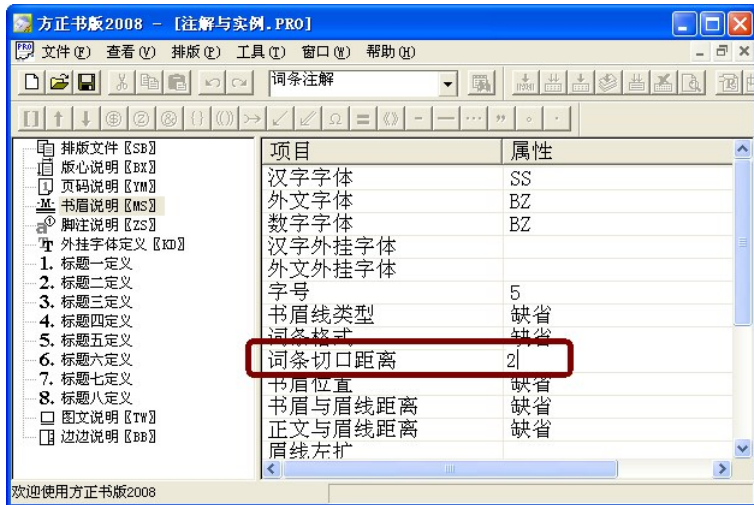 方正书版2008 - [注解与实例.PRO]
文件(F) 查看(V) 排版(P) 工具(T) 窗口(W) 帮助(H)
词条注解
排版文件〖SB〗
版心说明〖BX〗
页码说明〖YM〗
书眉说明〖MS〗
脚注说明〖ZS〗
外挂字体定义〖KD〗
1. 标题一定义
2. 标题二定义
3. 标题三定义
4. 标题四定义
5. 标题五定义
6. 标题六定义
7. 标题七定义
8. 标题八定义
图文说明〖TW〗
边边说明〖BB〗
项目 属性
汉字字体 SS
外文字体 BZ
数字字体 BZ
汉字外挂字体
外文外挂字体
字号 5
书眉线类型 缺省
词条格式 缺省
词条切口距离 2
书眉位置 缺省
书眉与眉线距离 缺省
正文与眉线距离 缺省
眉线左扩
欢迎使用方正书版2008